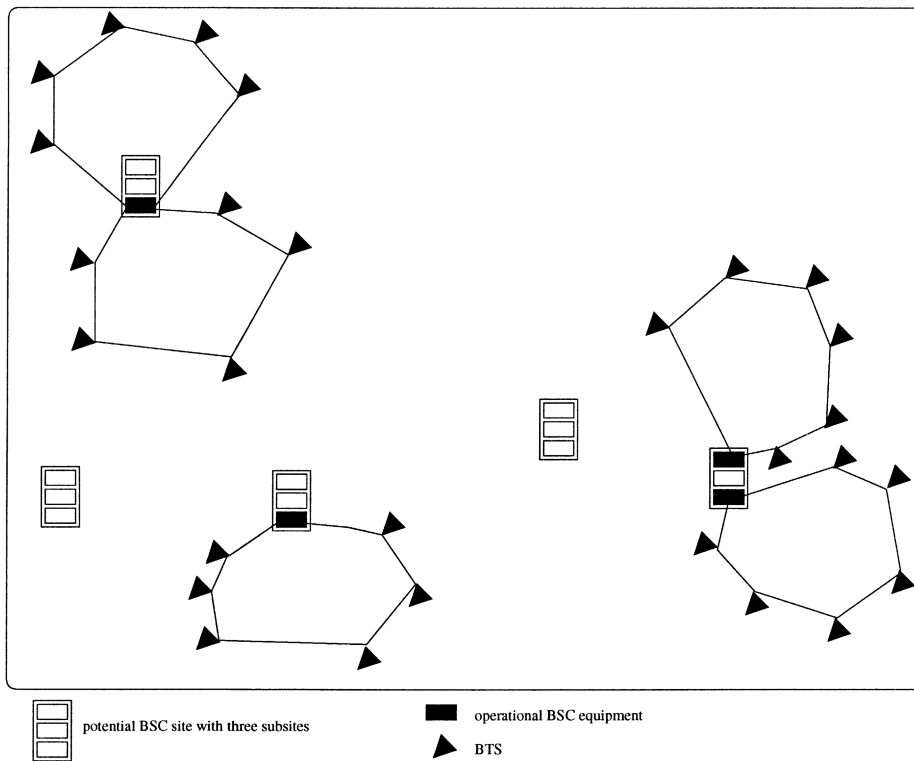 potential BSC site with three subsites
operational BSC equipment
BTS